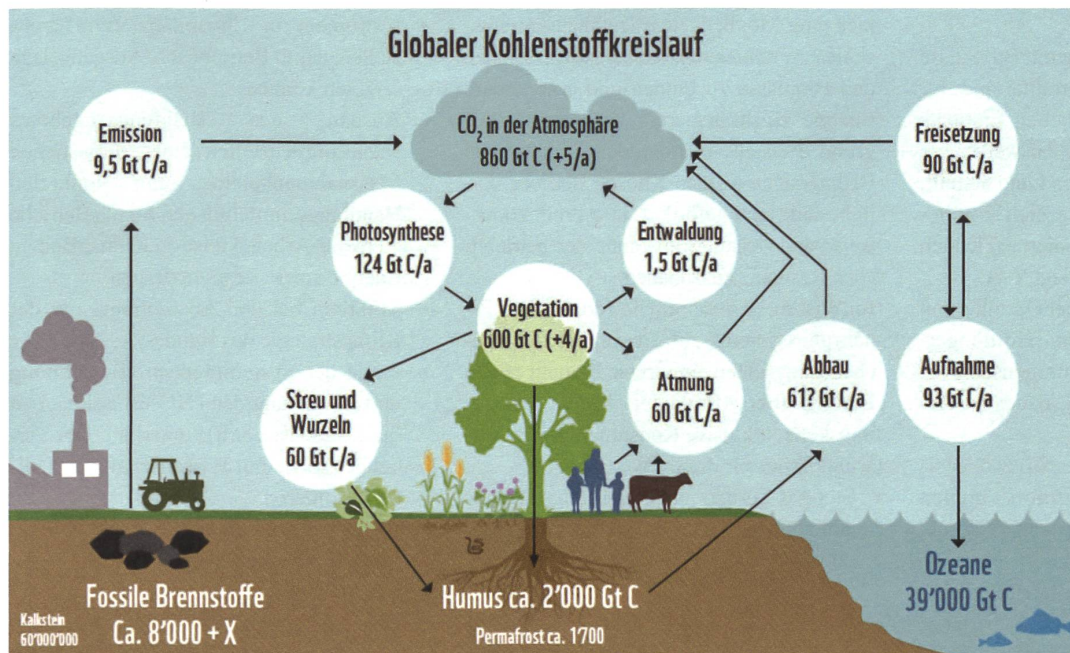 Globaler Kohlenstoffkreislauf
Emission
9,5 Gt C/a
CO₂ in der Atmosphäre
860 Gt C (+5/a)
Freisetzung
90 Gt C/a
Photosynthese
124 Gt C/a
Entwaldung
1,5 Gt C/a
Vegetation
600 Gt C (+4/a)
Streu und
Wurzeln
60 Gt C/a
Atmung
60 Gt C/a
Abbau
61? Gt C/a
Aufnahme
93 Gt C/a
Fossile Brennstoffe
Ca. 8'000 + X
Kalkstein
60'000'000
Humus ca. 2'000 Gt C
Permafrost ca. 1'700
Ozeane
39'000 Gt C